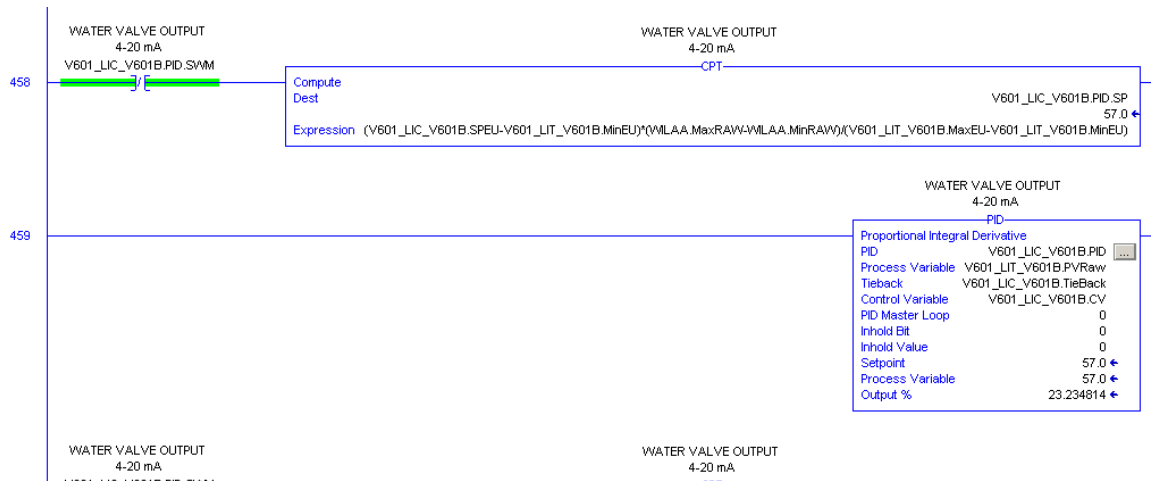 WATER VALVE OUTPUT
4-20 mA
V601_LIC_V601B.PID.SWM
WATER VALVE OUTPUT
4-20 mA
CPT
458
Compute
Dest V601_LIC_V601B.PID.SP
57.0
Expression (V601_LIC_V601B.SPEU-V601_LIT_V601B.MinEU)*(WILAA.MaxRAW-WILAA.MinRAW)/(V601_LIT_V601B.MaxEU-V601_LIT_V601B.MinEU)
WATER VALVE OUTPUT
4-20 mA
PID
459
Proportional Integral Derivative
PID V601_LIC_V601B.PID ...
Process Variable V601_LIT_V601B.PVRaw
Tieback V601_LIC_V601B.TieBack
Control Variable V601_LIC_V601B.CV
PID Master Loop 0
Inhold Bit 0
Inhold Value 0
Setpoint 57.0
Process Variable 57.0
Output % 23.234814
WATER VALVE OUTPUT
4-20 mA
WATER VALVE OUTPUT
4-20 mA